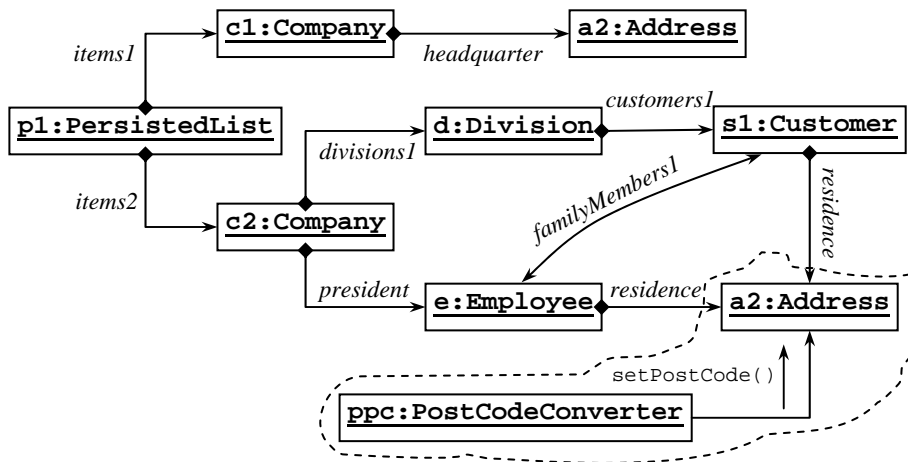 c1:Company
a2:Address
items1
headquarter
customers1
p1:PersistedList
d:Division
s1:Customer
divisions1
items2
familyMembers1
residence
c2:Company
president
e:Employee
residence
a2:Address
setPostCode()
ppc:PostCodeConverter